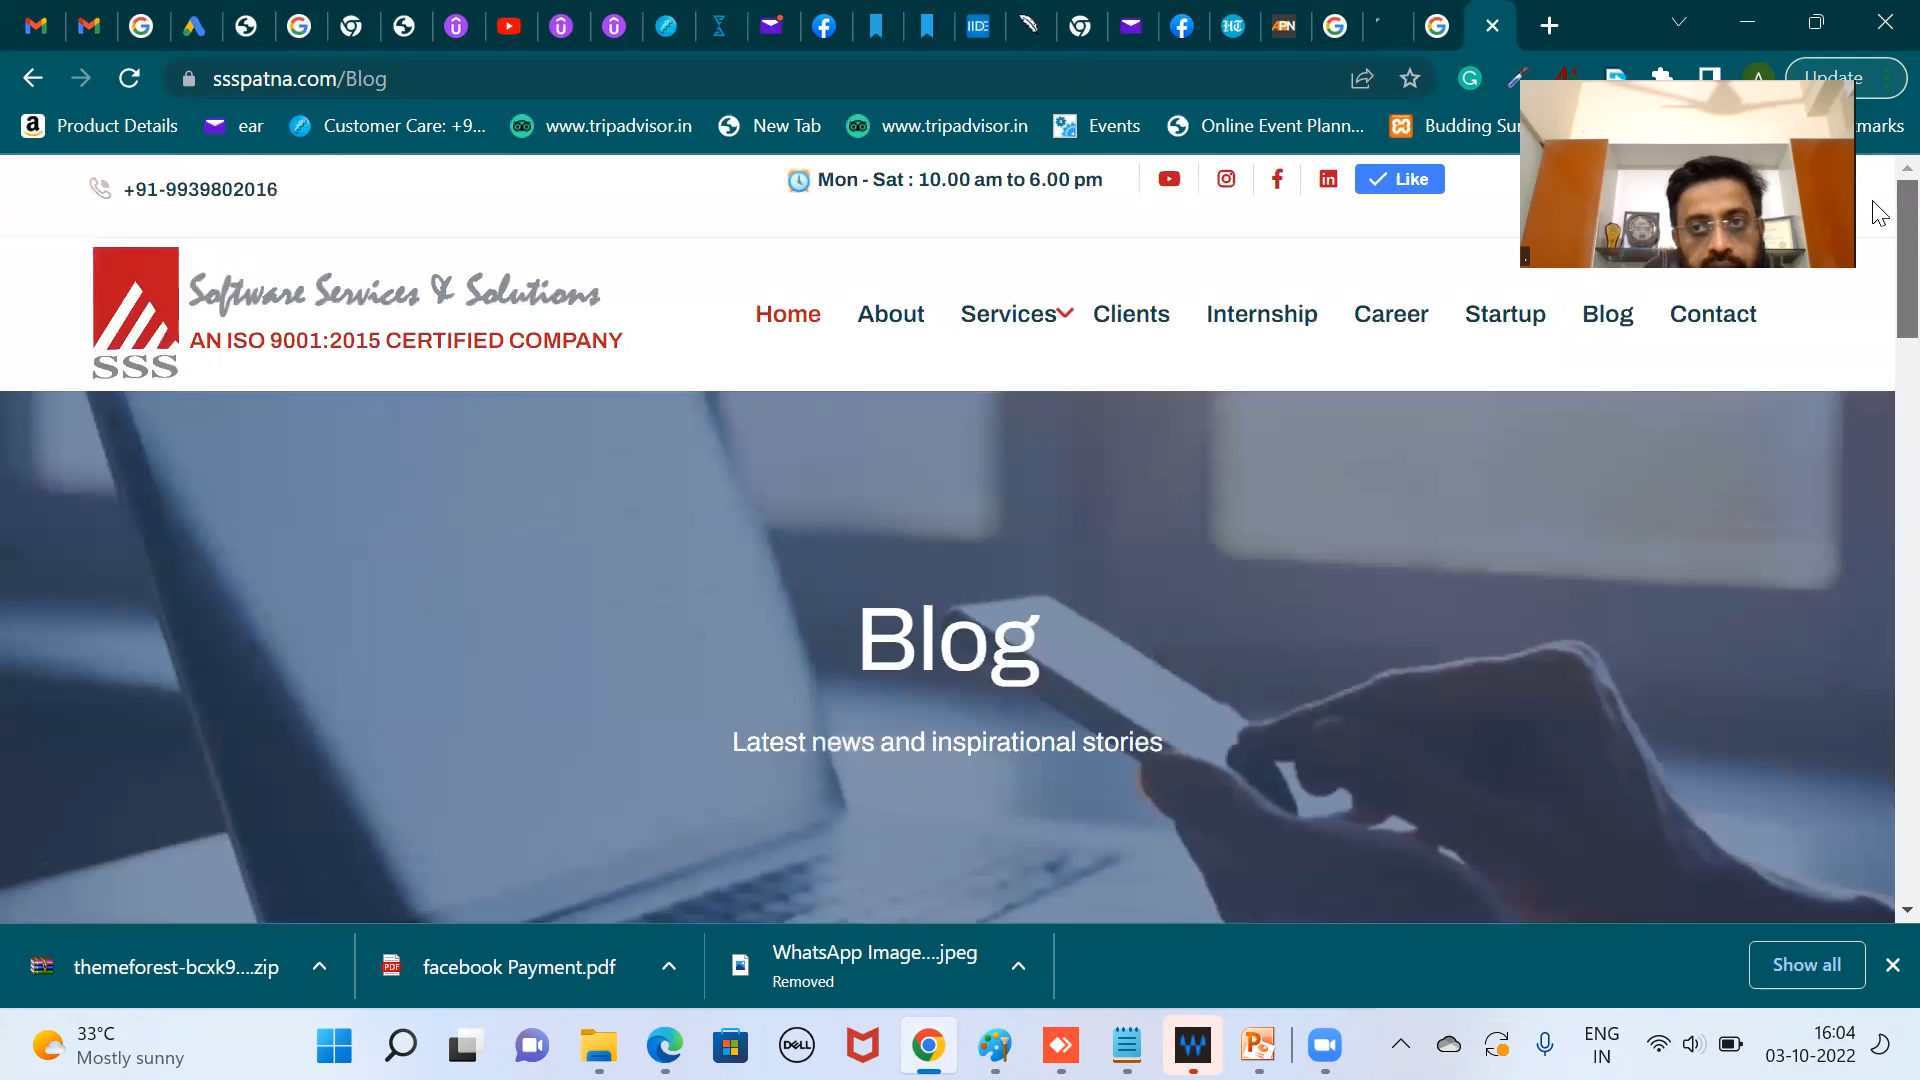 ssspatna.com/Blog
Update
Product Details
ear
Customer Care: +9...
www.tripadvisor.in
New Tab
www.tripadvisor.in
Events
Online Event Plann...
+91-9939802016
Mon - Sat : 10.00 am to 6.00 pm
Like
Software Services & Solutions
AN ISO 9001:2015 CERTIFIED COMPANY
SSS
Home
About
Services
Clients
Internship
Career
Startup
Blog
Contact
Blog
Latest news and inspirational stories
themeforest-bcxk9....zip
facebook Payment.pdf
WhatsApp Image....jpeg
Removed
Show all
33°C
Mostly sunny
DELL
ENG
IN
16:04
03-10-2022